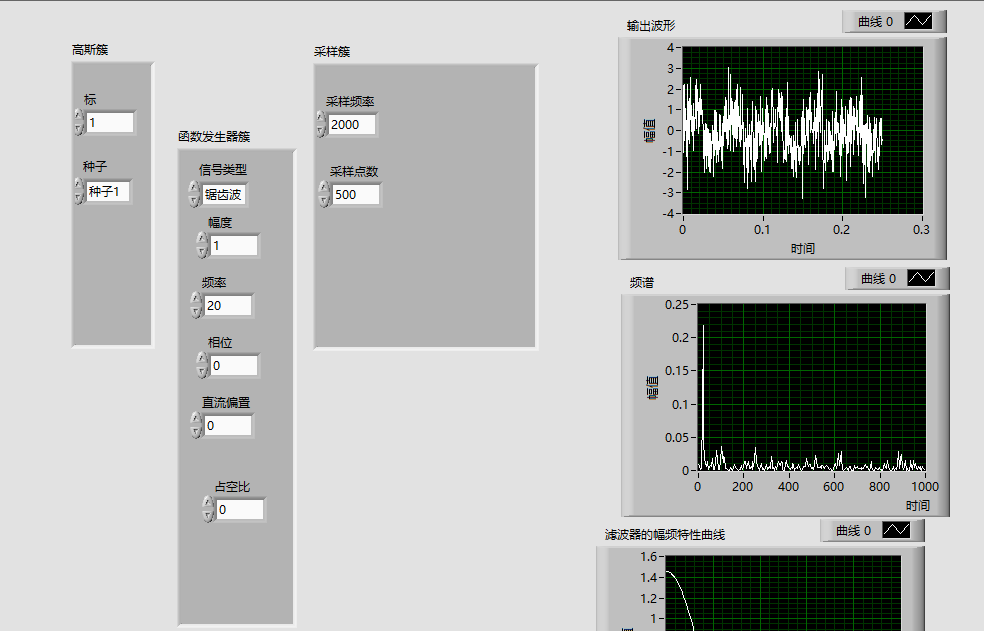 高斯簇
标
1
种子
种子1
函数发生器簇
信号类型
锯齿波
幅度
1
频率
20
相位
0
直流偏置
0
占空比
0
采样簇
采样频率
2000
采样点数
500
输出波形
曲线 0
幅值
4
3
2
1
0
-1
-2
-3
-4
0
0.1
0.2
0.3
时间
频谱
曲线 0
幅值
0.25
0.2
0.15
0.1
0.05
0
0
200
400
600
800
1000
时间
滤波器的幅频特性曲线
曲线 0
1.6
1.4
1.2
1